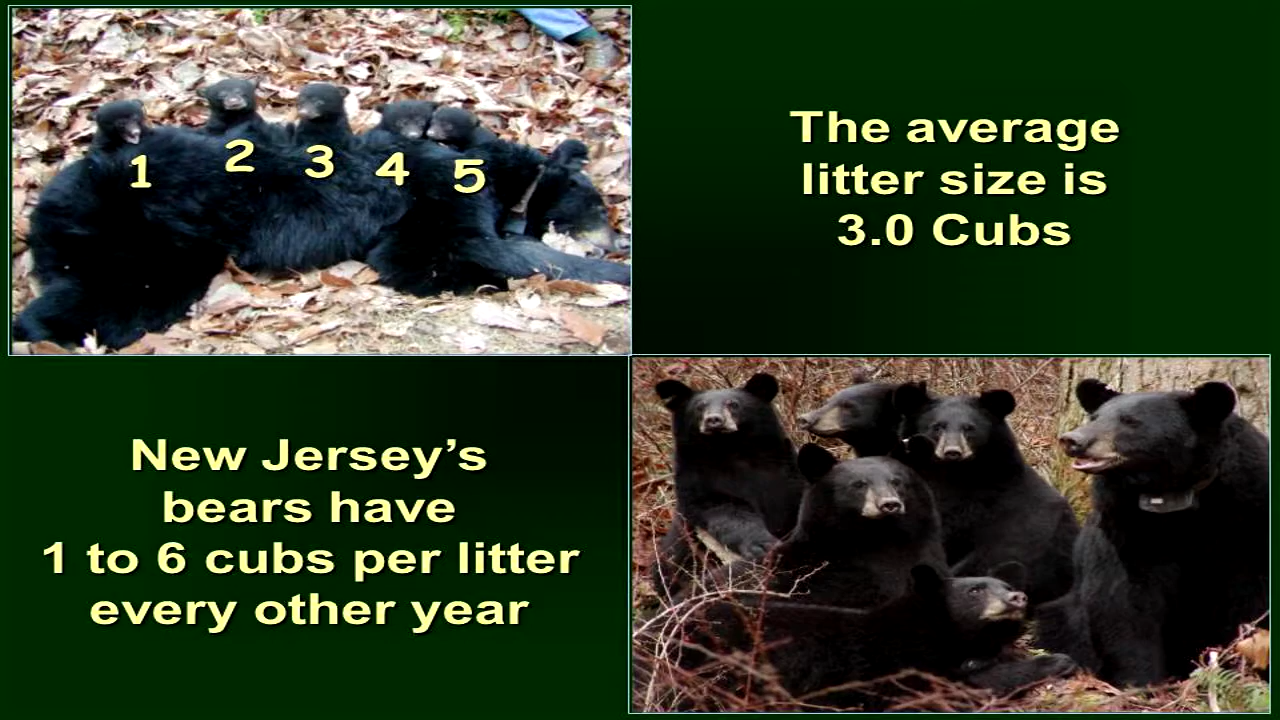 1 2 3 4 5
The average
litter size is
3.0 Cubs
New Jersey’s
bears have
1 to 6 cubs per litter
every other year